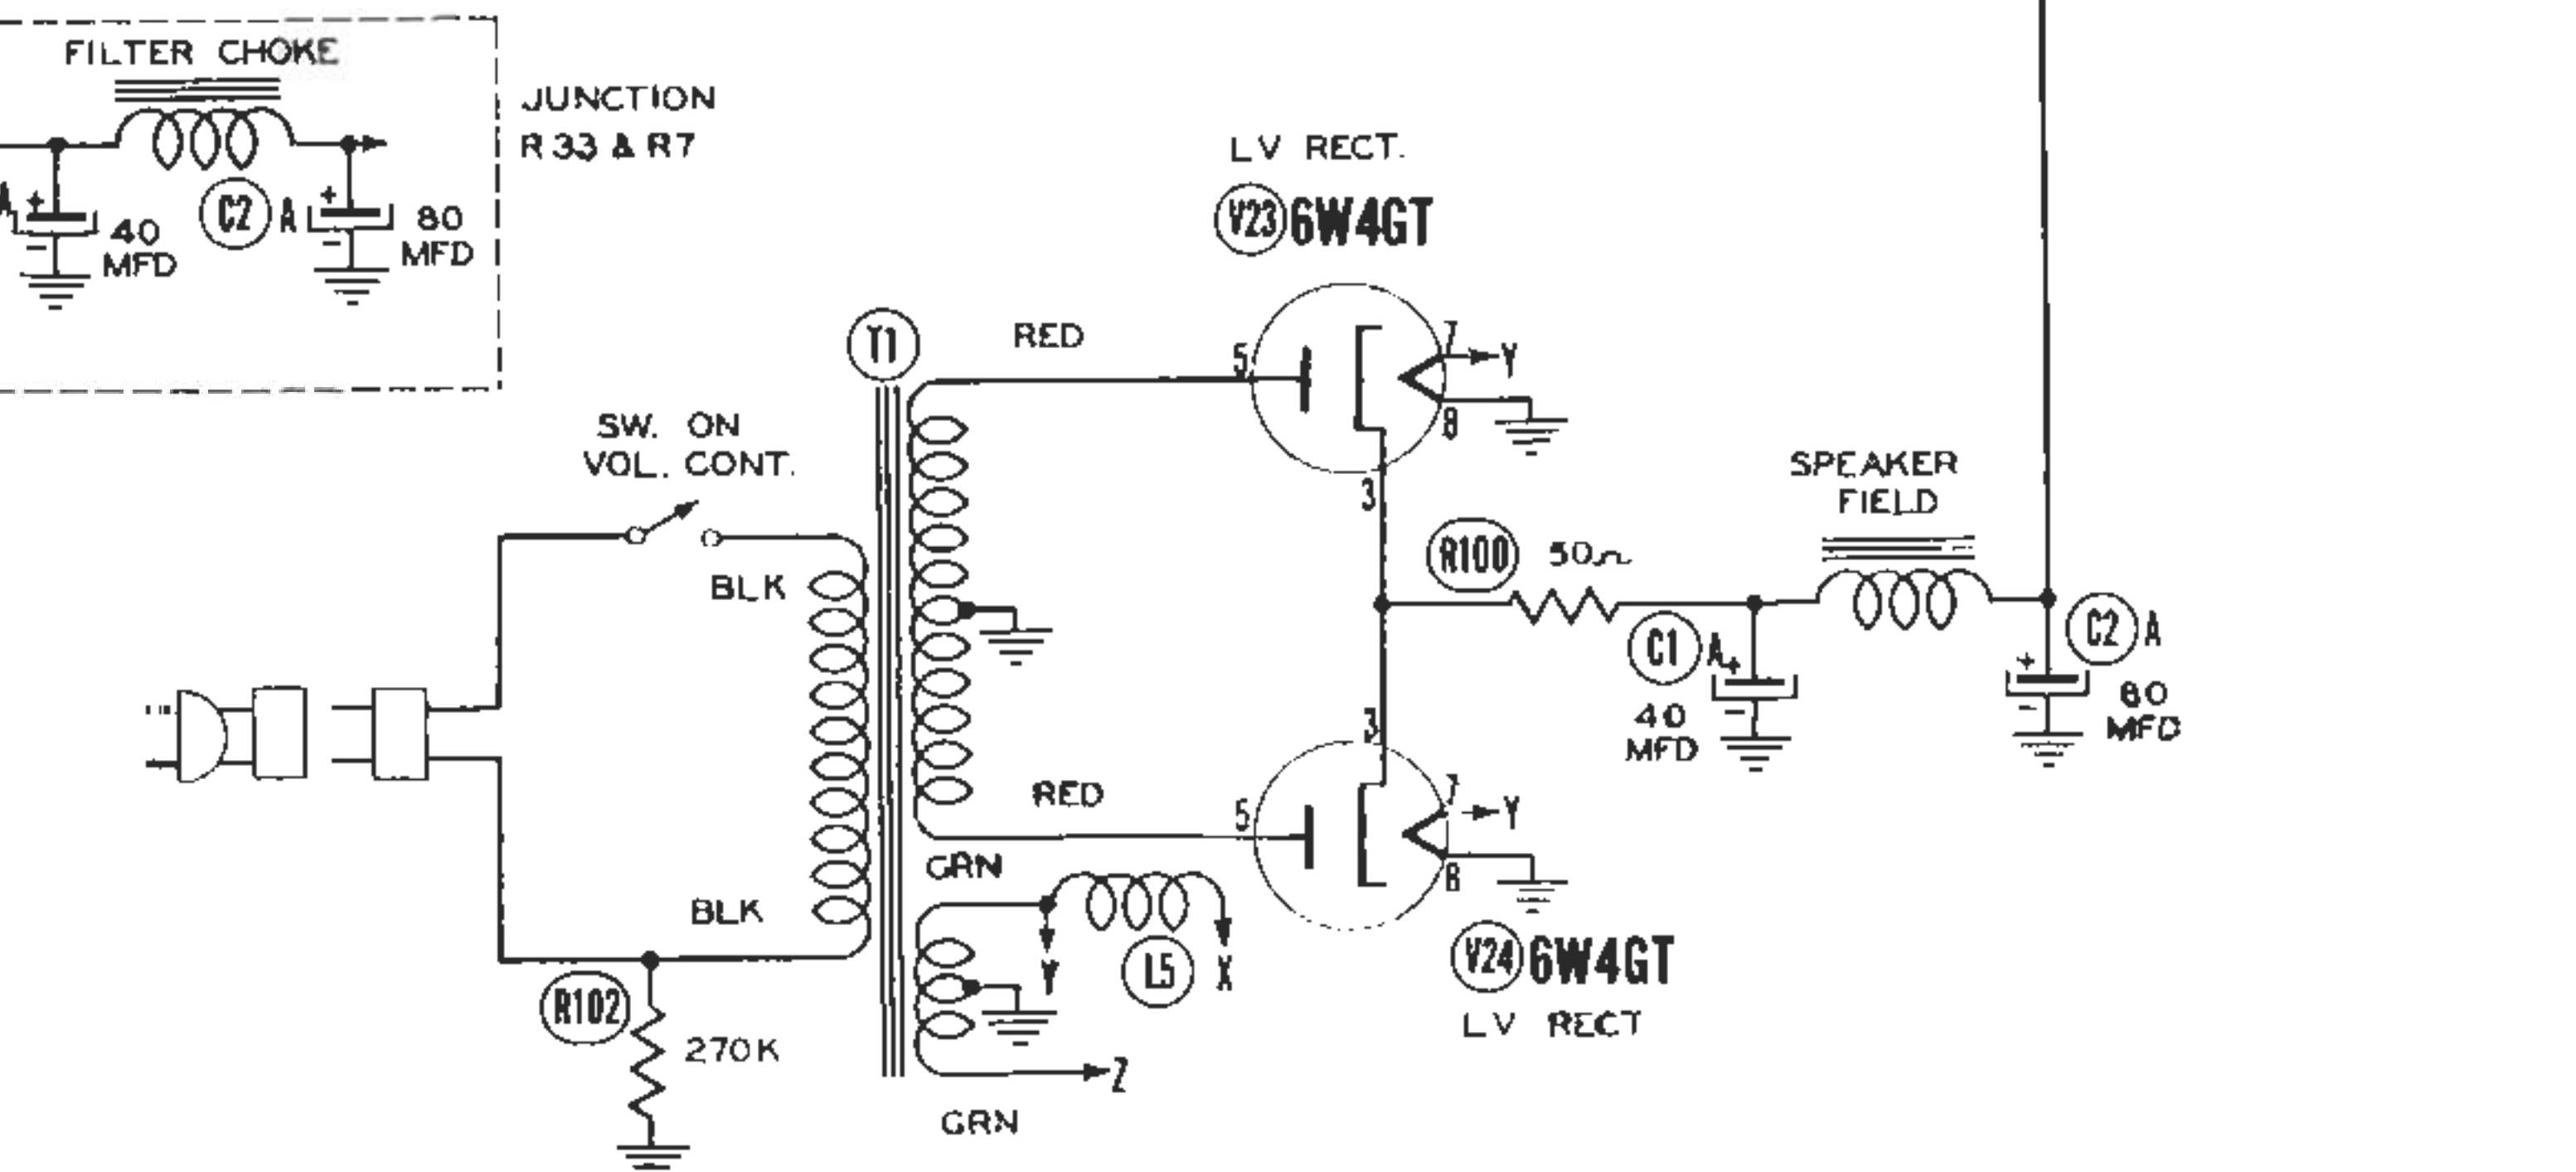 FILTER CHOKE
A
+
-
40
MFD
C2 A
+
-
80
MFD
JUNCTION
R33 & R7
LV RECT.
V23 6W4GT
T1
RED
5
7
Y
8
3
SW. ON
VOL. CONT.
BLK
BLK
R102
270K
R100 50Ω
SPEAKER
FIELD
C1 A
+
-
40
MFD
C2 A
+
-
80
MFD
RED
5
3
7
Y
8
GRN
Y
L5
X
V24 6W4GT
LV RECT
Z
GRN